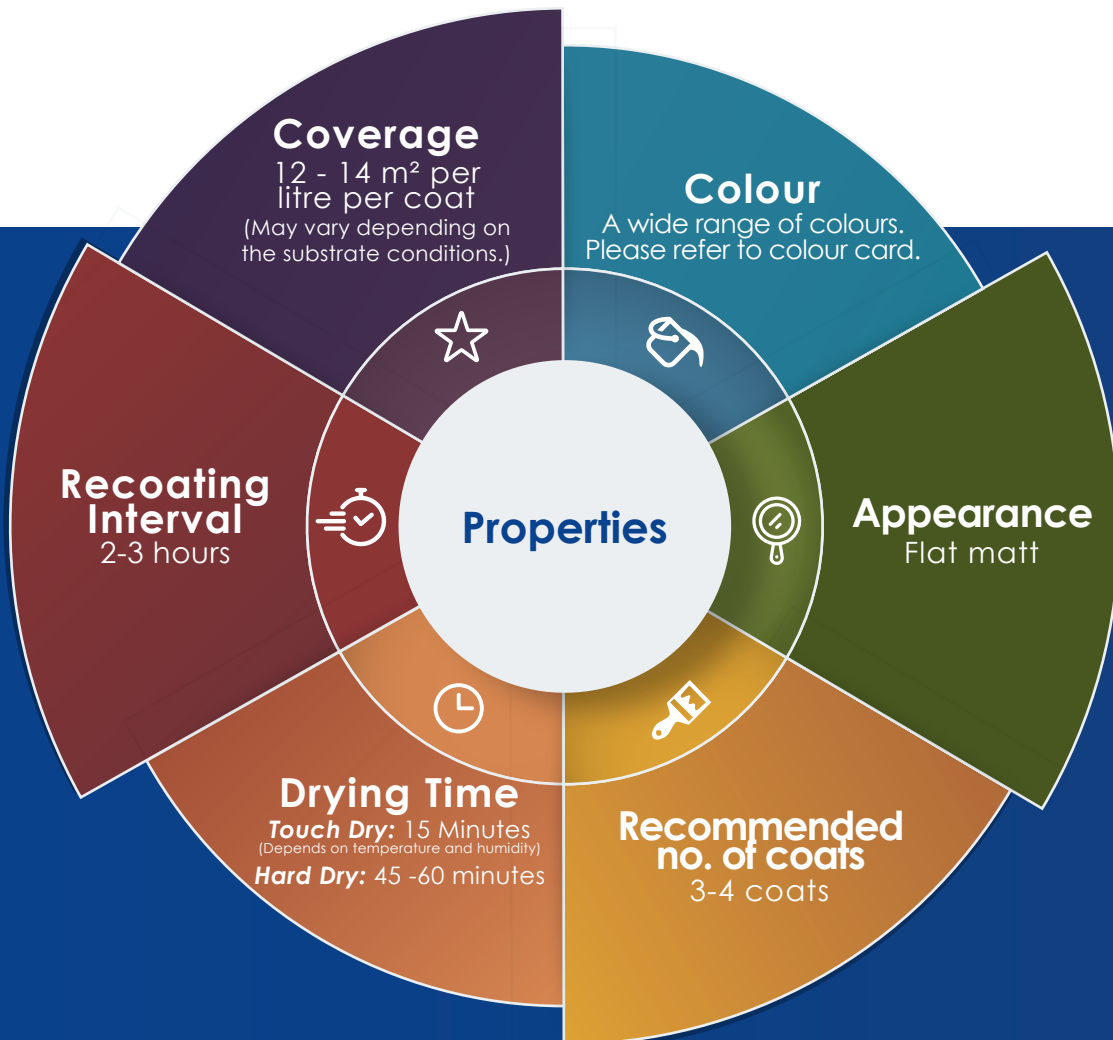 Coverage
12 - 14 m² per
litre per coat
(May vary depending on
the substrate conditions.)
Colour
A wide range of colours.
Please refer to colour card.
Recoating
Interval
2-3 hours
Properties
Appearance
Flat matt
Drying Time
Touch Dry: 15 Minutes
(Depends on temperature and humidity)
Hard Dry: 45 -60 minutes
Recommended
no. of coats
3-4 coats